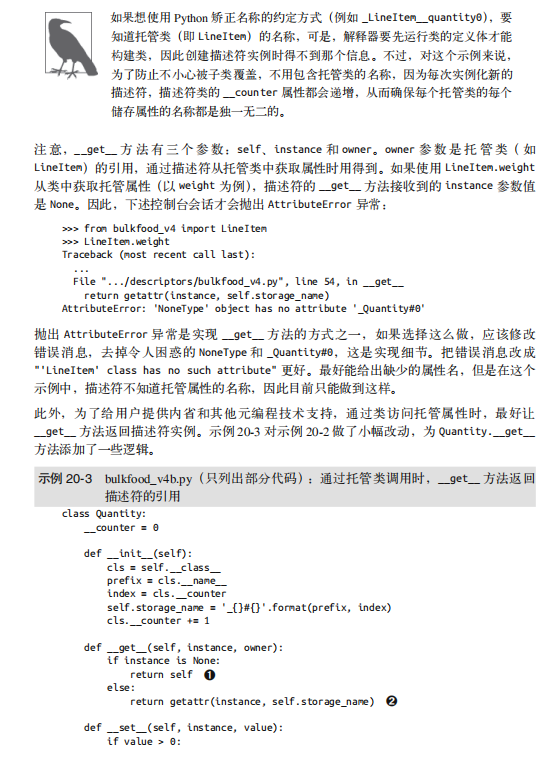 如果想使用 Python 矫正名称的约定方式（例如 _LineItem__quantity0），要
知道托管类（即 LineItem）的名称，可是，解释器要先运行类的定义体才能
构建类，因此创建描述符实例时得不到那个信息。不过，对这个示例来说，
为了防止不小心被子类覆盖，不用包含托管类的名称，因为每次实例化新的
描述符，描述符类的 __counter 属性都会递增，从而确保每个托管类的每个
储存属性的名称都是独一无二的。
注意，__get__ 方法有三个参数：self、instance 和 owner。owner 参数是托管类（如
LineItem）的引用，通过描述符从托管类中获取属性时用得到。如果使用 LineItem.weight
从类中获取托管属性（以 weight 为例），描述符的 __get__ 方法接收到的 instance 参数值
是 None。因此，下述控制台会话才会抛出 AttributeError 异常：
>>> from bulkfood_v4 import LineItem
>>> LineItem.weight
Traceback (most recent call last):
  ...
  File ".../descriptors/bulkfood_v4.py", line 54, in __get__
    return getattr(instance, self.storage_name)
AttributeError: 'NoneType' object has no attribute '_Quantity#0'
抛出 AttributeError 异常是实现 __get__ 方法的方式之一，如果选择这么做，应该修改
错误消息，去掉令人困惑的 NoneType 和 _Quantity#0，这是实现细节。把错误消息改成
"'LineItem' class has no such attribute" 更好。最好能给出缺少的属性名，但是在这个
示例中，描述符不知道托管属性的名称，因此目前只能做到这样。
此外，为了给用户提供内省和其他元编程技术支持，通过类访问托管属性时，最好让
__get__ 方法返回描述符实例。示例 20-3 对示例 20-2 做了小幅改动，为 Quantity.__get__
方法添加了一些逻辑。
示例 20-3 bulkfood_v4b.py（只列出部分代码）：通过托管类调用时，__get__ 方法返回
描述符的引用
class Quantity:
    __counter = 0
    def __init__(self):
        cls = self.__class__
        prefix = cls.__name__
        index = cls.__counter
        self.storage_name = '_{}#{}'.format(prefix, index)
        cls.__counter += 1
    def __get__(self, instance, owner):
        if instance is None:
            return self ❶
        else:
            return getattr(instance, self.storage_name) ❷
    def __set__(self, instance, value):
        if value > 0: